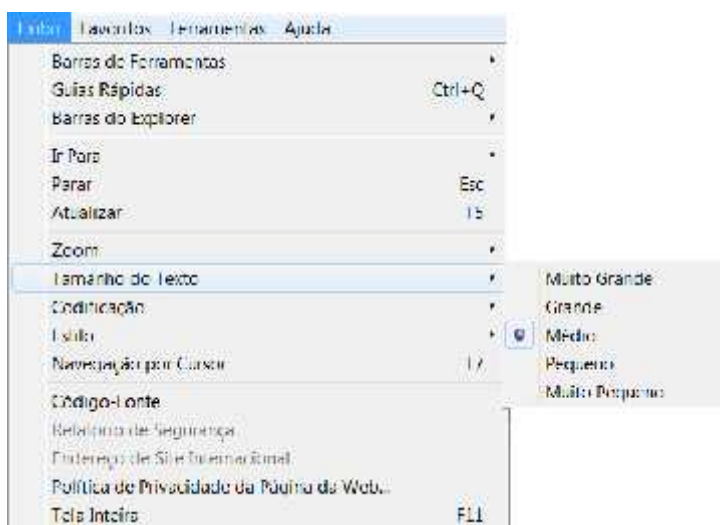 Exibir Favoritos Ferramentas Ajuda
Barras de Ferramentas
Guias Rápidas Ctrl+Q
Barras do Explorer
Ir Para
Parar Esc
Atualizar F5
Zoom
Tamanho do Texto
Muito Grande
Codificação
Grande
Estilo
Médio
Navegação por Cursor F7
Pequeno
Muito Pequeno
Código-Fonte
Relatório de Segurança
Endereço de Site Internacional
Política de Privacidade da Página da Web...
Tela Inteira F11